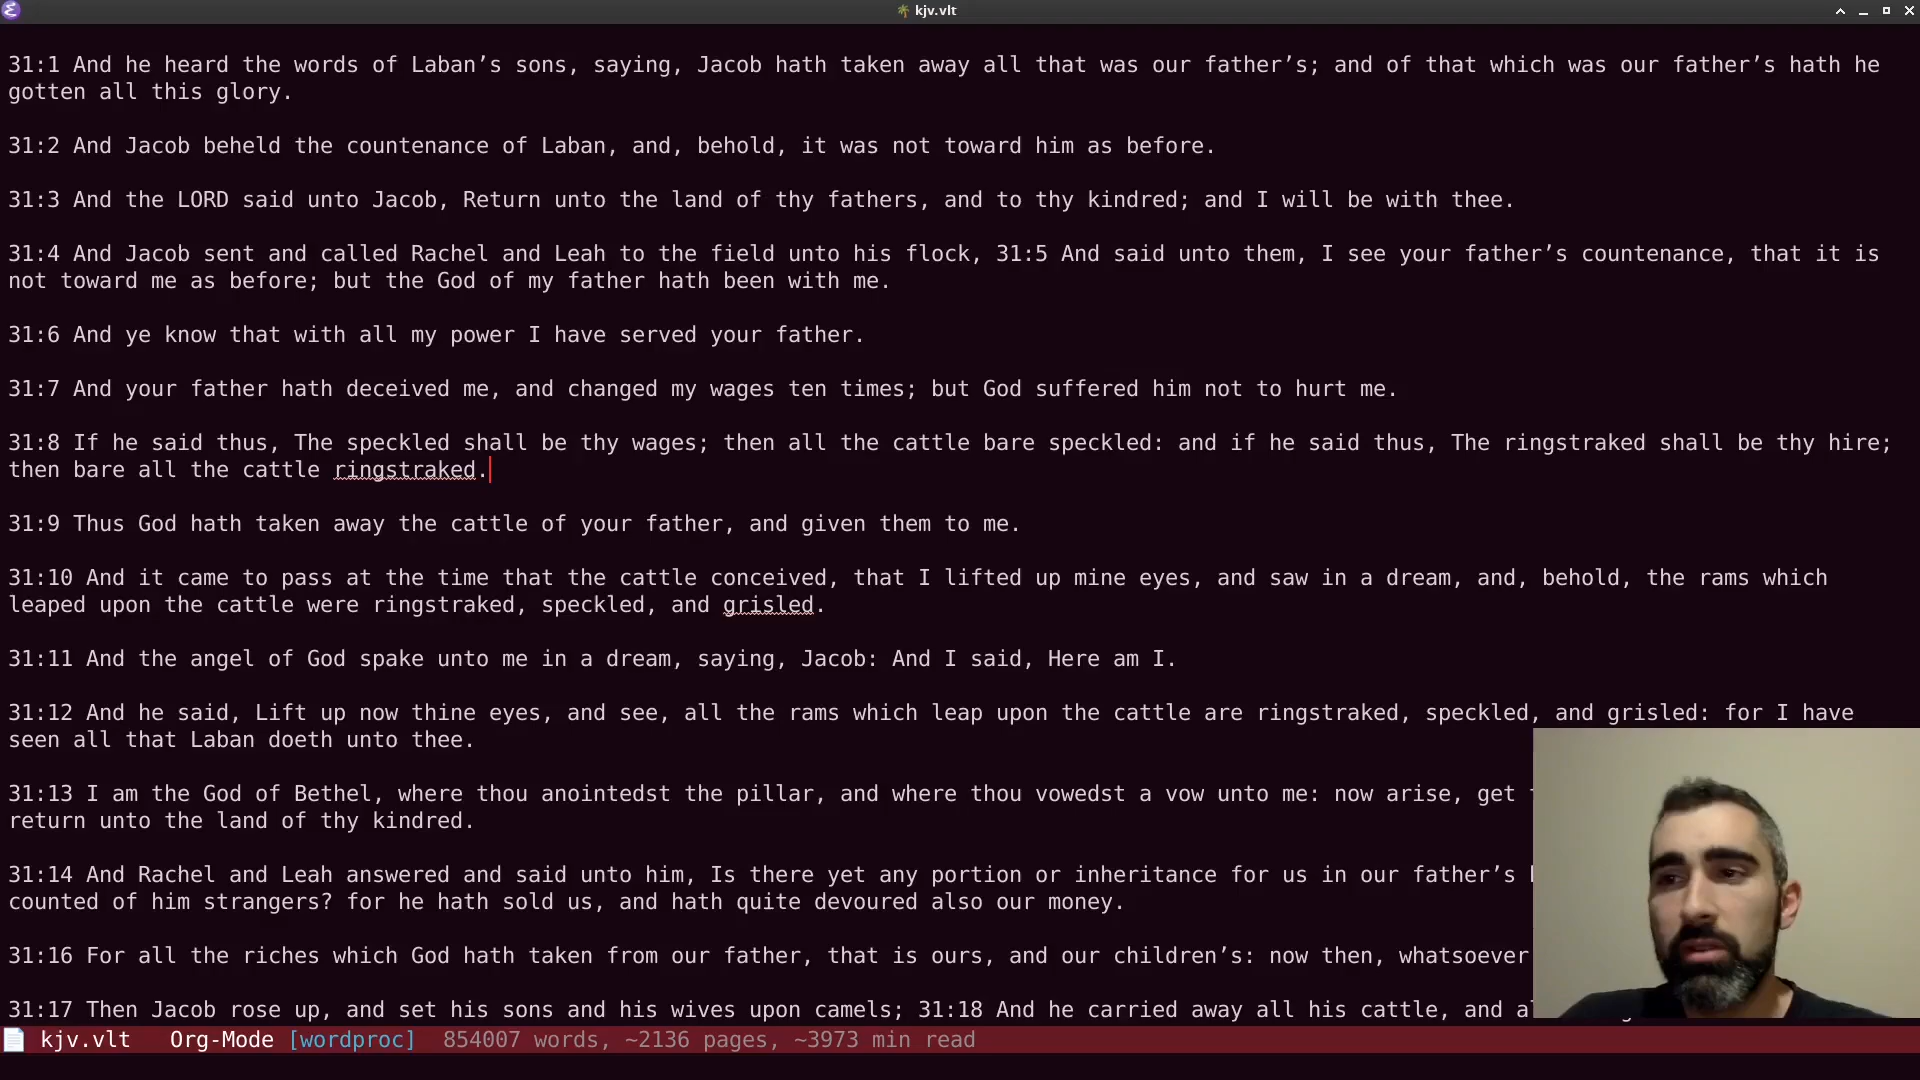 kjv.vlt
31:1 And he heard the words of Laban’s sons, saying, Jacob hath taken away all that was our father’s; and of that which was our father’s hath he
gotten all this glory.
31:2 And Jacob beheld the countenance of Laban, and, behold, it was not toward him as before.
31:3 And the LORD said unto Jacob, Return unto the land of thy fathers, and to thy kindred; and I will be with thee.
31:4 And Jacob sent and called Rachel and Leah to the field unto his flock, 31:5 And said unto them, I see your father’s countenance, that it is
not toward me as before; but the God of my father hath been with me.
31:6 And ye know that with all my power I have served your father.
31:7 And your father hath deceived me, and changed my wages ten times; but God suffered him not to hurt me.
31:8 If he said thus, The speckled shall be thy wages; then all the cattle bare speckled: and if he said thus, The ringstraked shall be thy hire;
then bare all the cattle ringstraked.
31:9 Thus God hath taken away the cattle of your father, and given them to me.
31:10 And it came to pass at the time that the cattle conceived, that I lifted up mine eyes, and saw in a dream, and, behold, the rams which
leaped upon the cattle were ringstraked, speckled, and grisled.
31:11 And the angel of God spake unto me in a dream, saying, Jacob: And I said, Here am I.
31:12 And he said, Lift up now thine eyes, and see, all the rams which leap upon the cattle are ringstraked, speckled, and grisled: for I have
seen all that Laban doeth unto thee.
31:13 I am the God of Bethel, where thou anointedst the pillar, and where thou vowedst a vow unto me: now arise, get
return unto the land of thy kindred.
31:14 And Rachel and Leah answered and said unto him, Is there yet any portion or inheritance for us in our father’s
counted of him strangers? for he hath sold us, and hath quite devoured also our money.
31:16 For all the riches which God hath taken from our father, that is ours, and our children’s: now then, whatsoever
31:17 Then Jacob rose up, and set his sons and his wives upon camels; 31:18 And he carried away all his cattle, and
kjv.vlt Org-Mode [wordproc] 854007 words, ~2136 pages, ~3973 min read